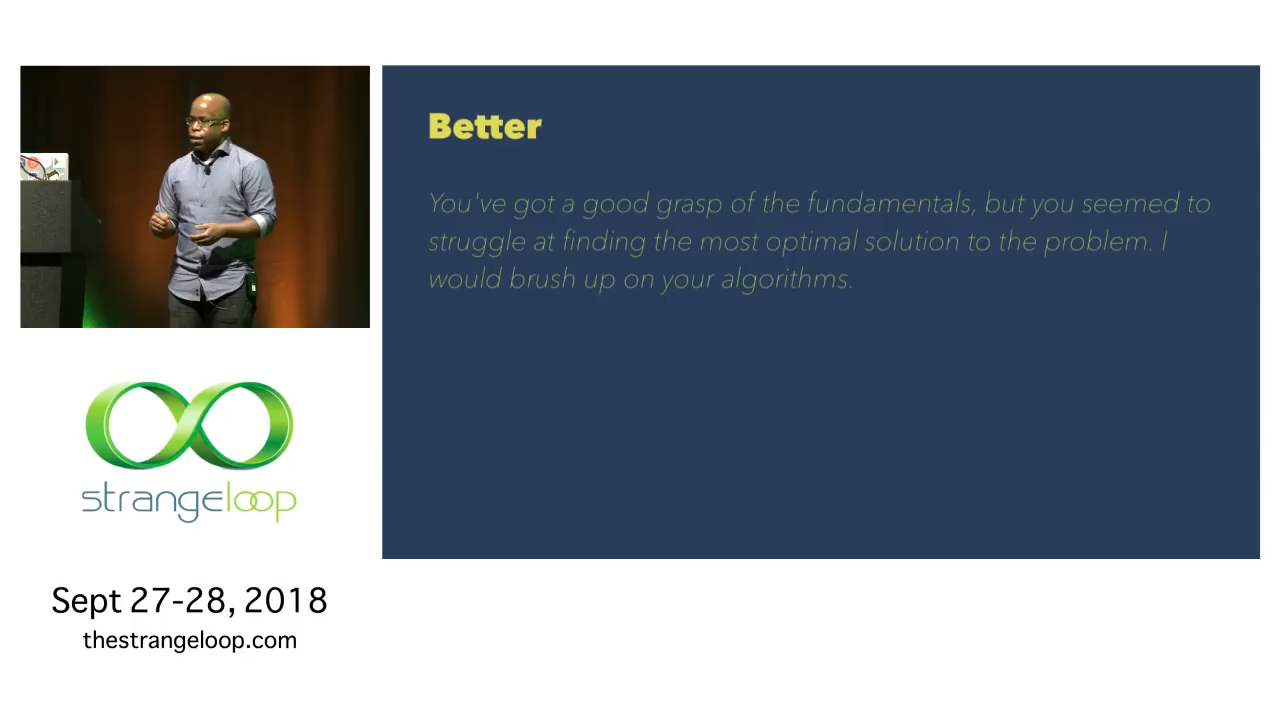 Better
You've got a good grasp of the fundamentals, but you seemed to
struggle at finding the most optimal solution to the problem. I
would brush up on your algorithms.
strangeloop
Sept 27-28, 2018
thestrangeloop.com